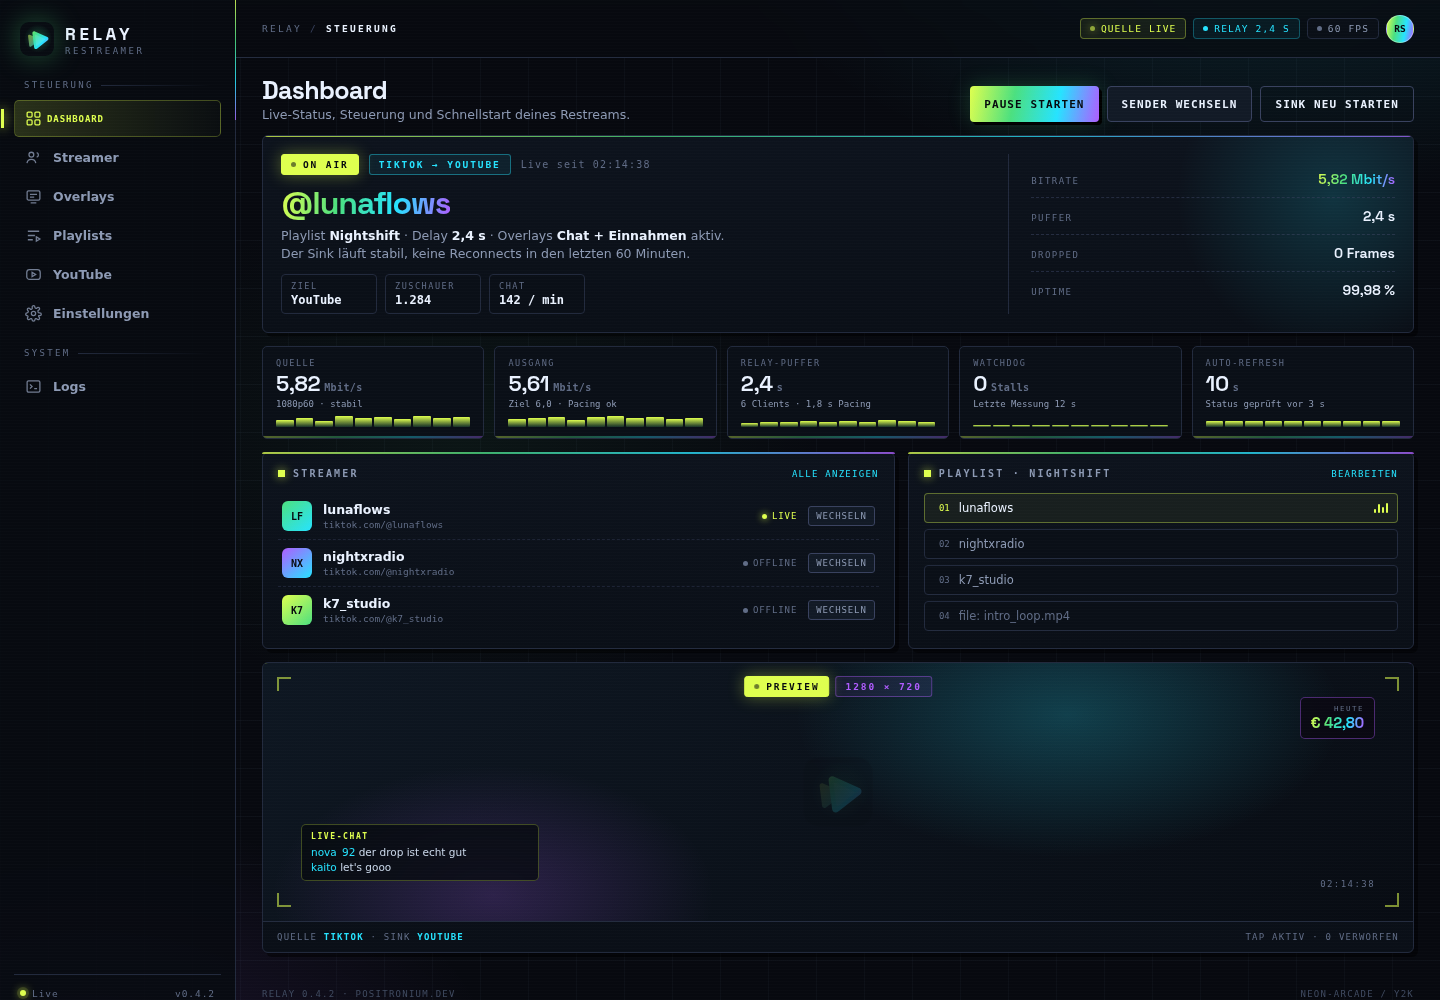 RELAY
RESTREAMER
STEUERUNG
DASHBOARD
Streamer
Overlays
Playlists
YouTube
Einstellungen
SYSTEM
Logs
Live v0.4.2
RELAY / STEUERUNG
QUELLE LIVE
RELAY 2,4 S
60 FPS
RS
Dashboard
Live-Status, Steuerung und Schnellstart deines Restreams.
PAUSE STARTEN
SENDER WECHSELN
SINK NEU STARTEN
ON AIR
TIKTOK → YOUTUBE
Live seit 02:14:38
@lunaflows
Playlist Nightshift · Delay 2,4 s · Overlays Chat + Einnahmen aktiv.
Der Sink läuft stabil, keine Reconnects in den letzten 60 Minuten.
ZIEL
YouTube
ZUSCHAUER
1.284
CHAT
142 / min
BITRATE 5,82 Mbit/s
PUFFER 2,4 s
DROPPED 0 Frames
UPTIME 99,98 %
QUELLE
5,82 Mbit/s
1080p60 · stabil
AUSGANG
5,61 Mbit/s
Ziel 6,0 · Pacing ok
RELAY-PUFFER
2,4 s
6 Clients · 1,8 s Pacing
WATCHDOG
0 Stalls
Letzte Messung 12 s
AUTO-REFRESH
10 s
Status geprüft vor 3 s
STREAMER ALLE ANZEIGEN
LF
lunaflows
tiktok.com/@lunaflows
LIVE WECHSELN
NX
nightxradio
tiktok.com/@nightxradio
OFFLINE WECHSELN
K7
k7_studio
tiktok.com/@k7_studio
OFFLINE WECHSELN
PLAYLIST · NIGHTSHIFT BEARBEITEN
01 lunaflows
02 nightxradio
03 k7_studio
04 file: intro_loop.mp4
PREVIEW
1280 × 720
HEUTE
€ 42,80
LIVE-CHAT
nova_92 der drop ist echt gut
kaito let's gooo
02:14:38
QUELLE TIKTOK · SINK YOUTUBE
TAP AKTIV · 0 VERWORFEN
RELAY 0.4.2 · POSITRONIUM.DEV
NEON-ARCADE / Y2K